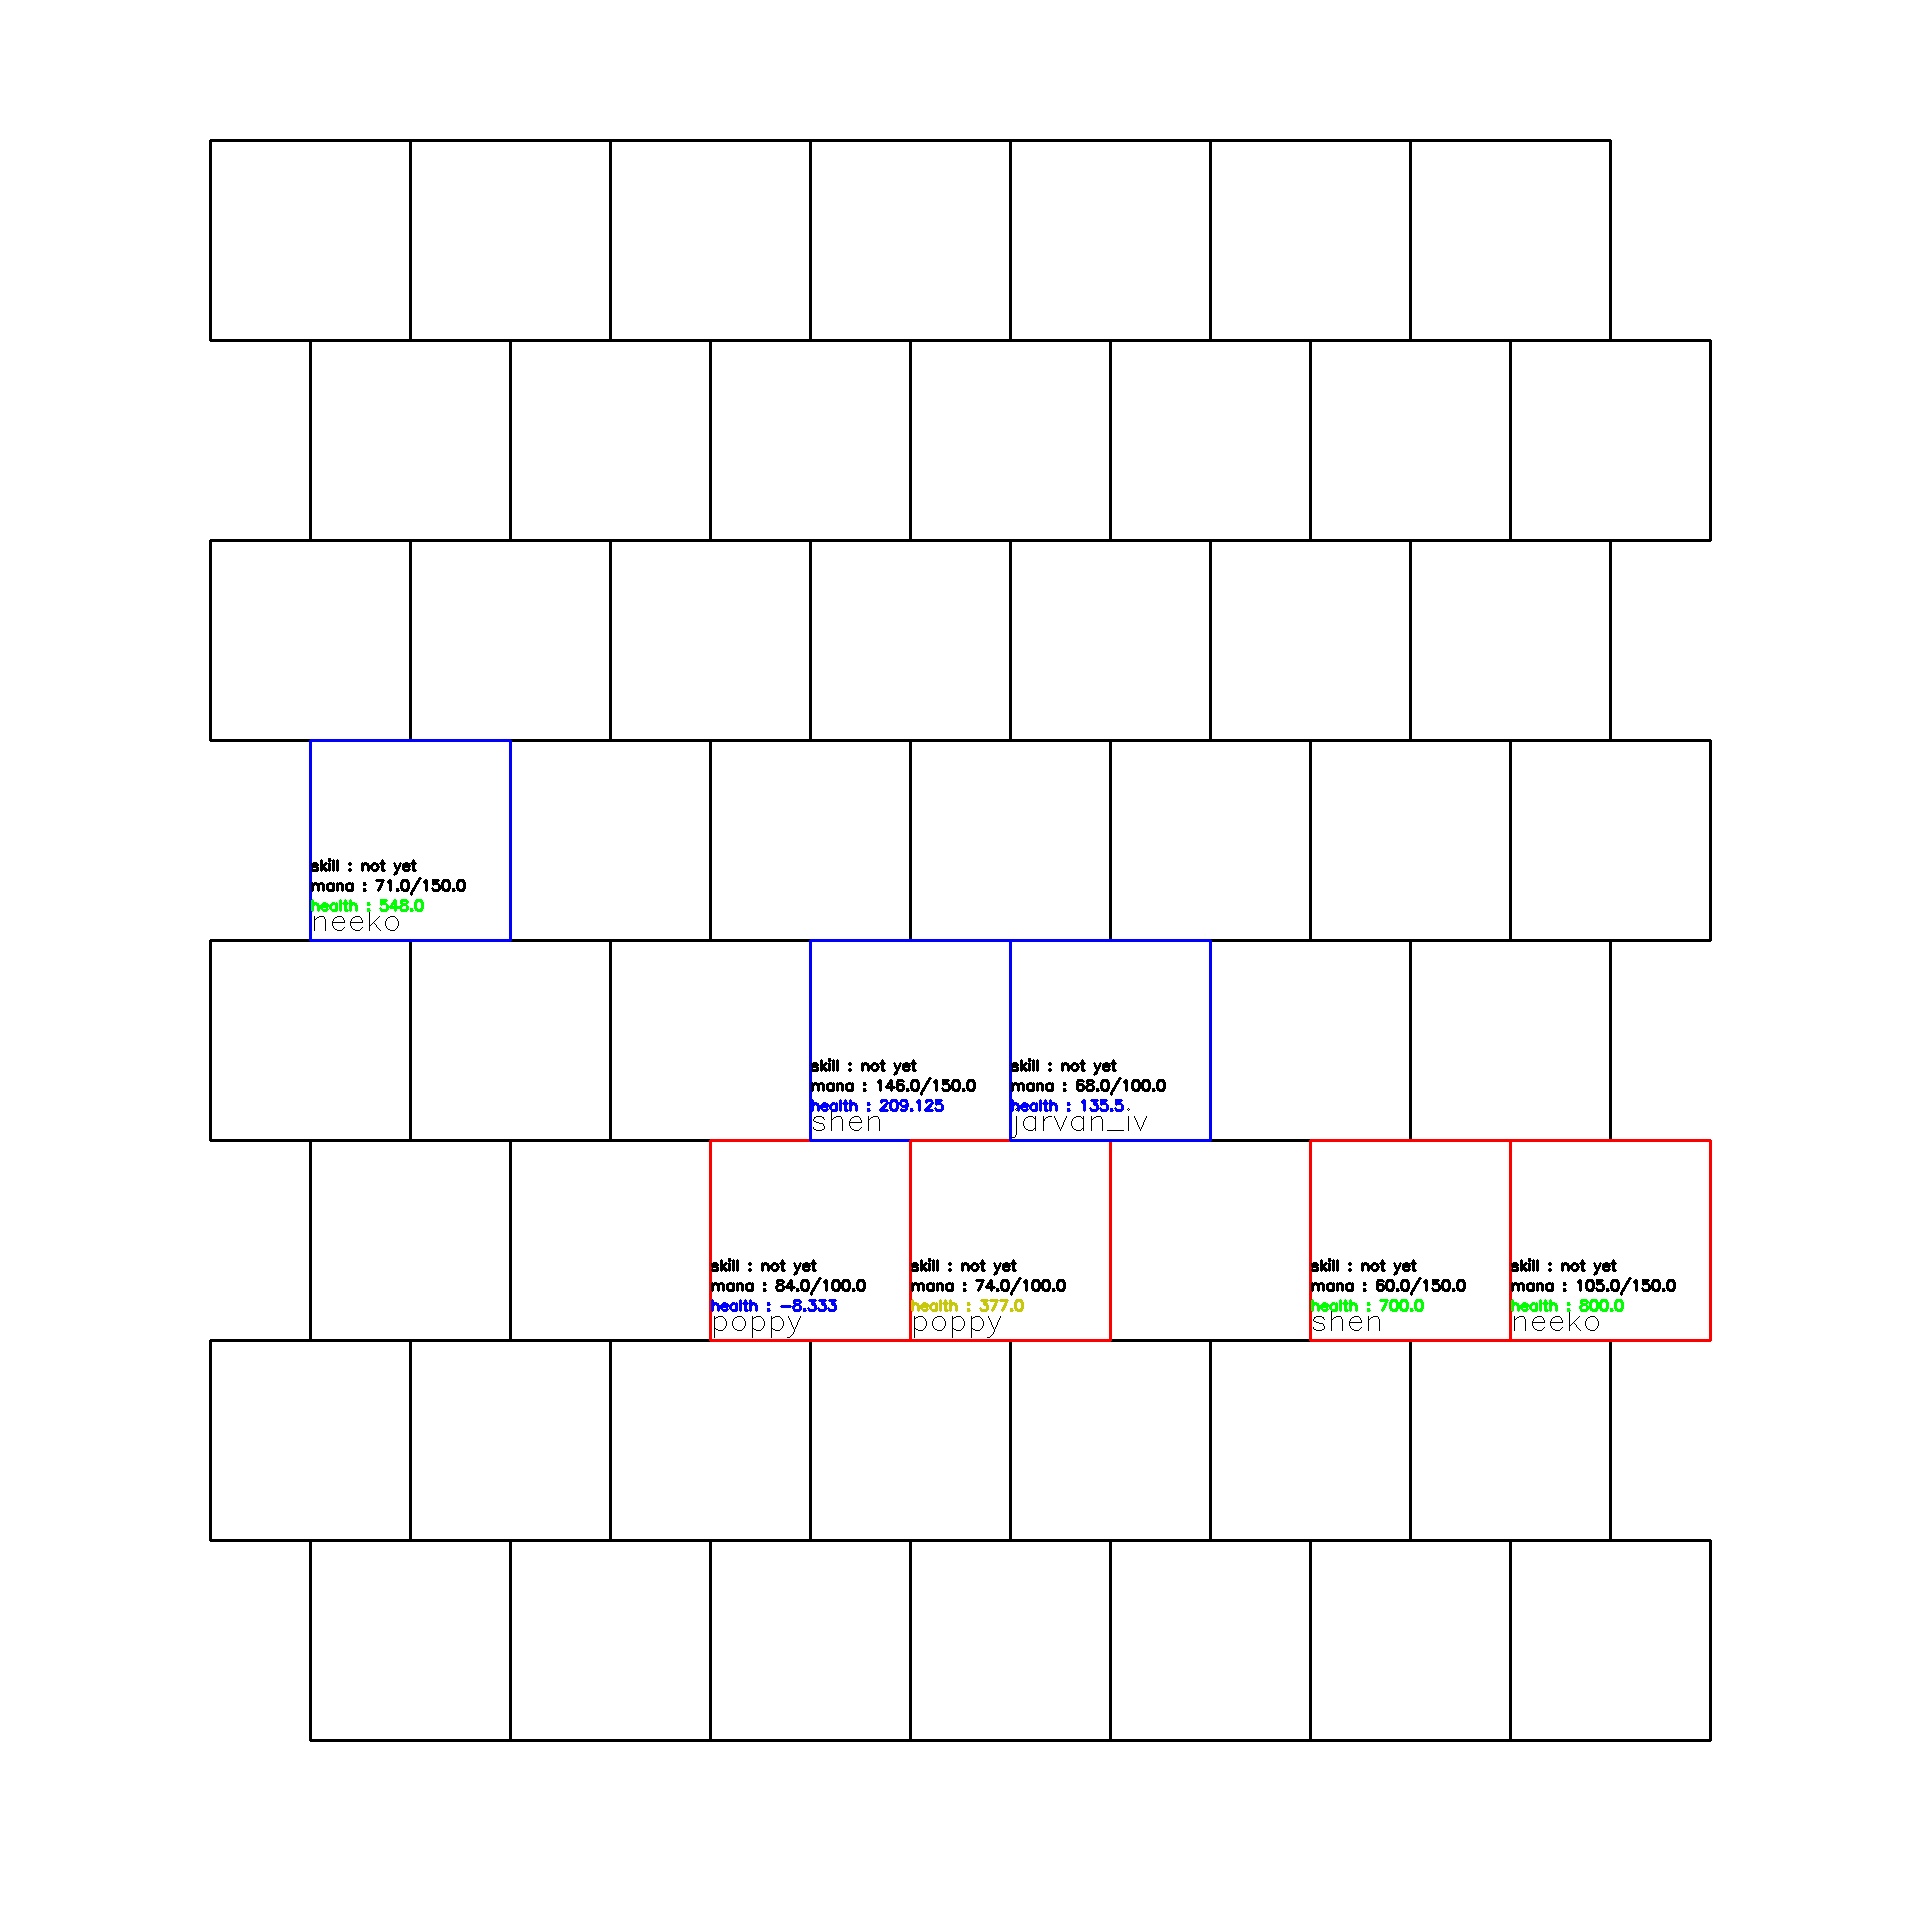 skill : not yet
mana : 71.0/150.0
health : 548.0
neeko
skill : not yet
mana : 146.0/150.0
health : 209.125
shen
skill : not yet
mana : 68.0/100.0
health : 135.5
jarvan_iv
skill : not yet
mana : 84.0/100.0
health : -8.333
poppy
skill : not yet
mana : 74.0/100.0
health : 377.0
poppy
skill : not yet
mana : 60.0/150.0
health : 700.0
shen
skill : not yet
mana : 105.0/150.0
health : 800.0
neeko